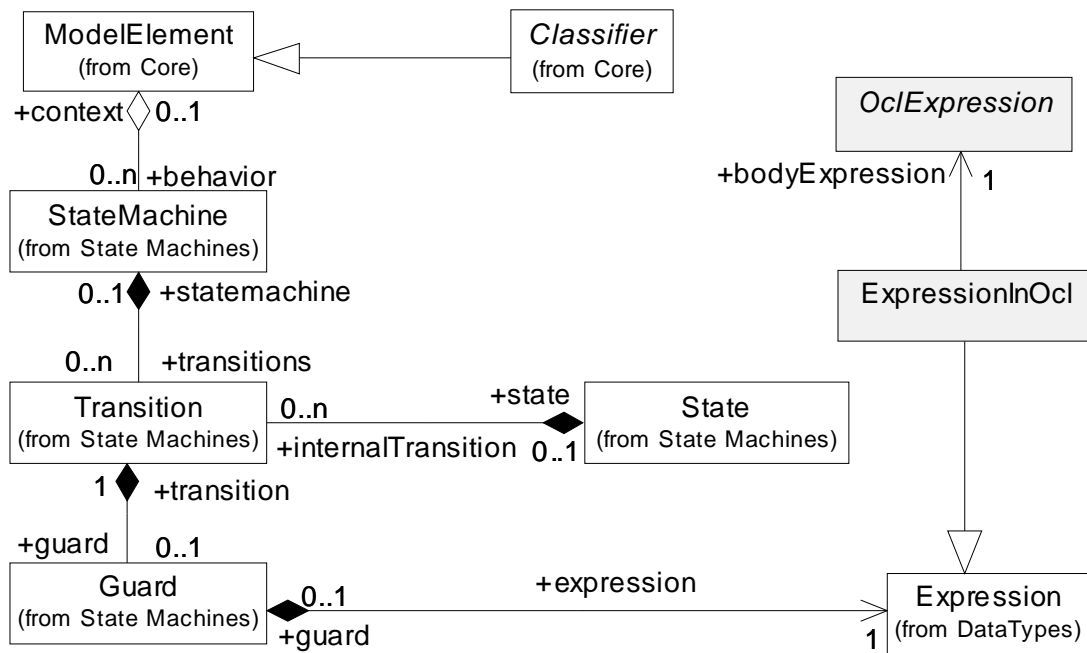 ModelElement
(from Core)
Classifier
(from Core)
+context
0..1
OclExpression
+bodyExpression
1
0..n
+behavior
StateMachine
(from State Machines)
0..1
+statemachine
ExpressionInOcl
0..n
+transitions
Transition
(from State Machines)
0..n
+internalTransition
+state
0..1
State
(from State Machines)
1
+transition
+guard
0..1
Guard
(from State Machines)
0..1
+guard
+expression
1
Expression
(from DataTypes)